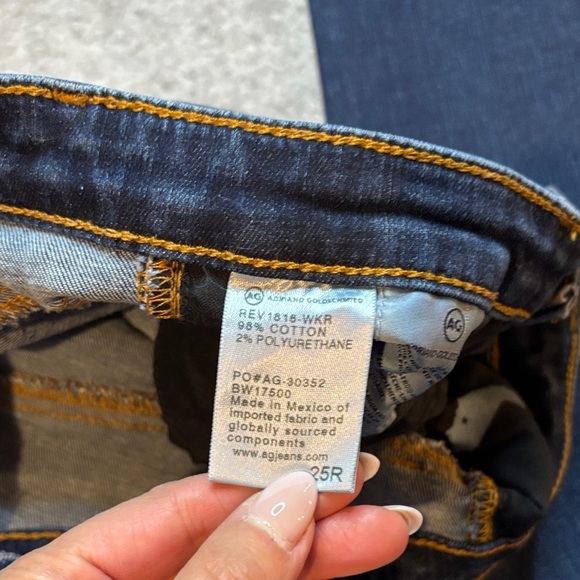 AG ADRIANO GOLDSCHMIED
REV1816-WKR
98% COTTON
2% POLYURETHANE
PO#AG-30352
BW17500
Made in Mexico of
imported fabric and
globally sourced
components
www.agjeans.com
25R
AG